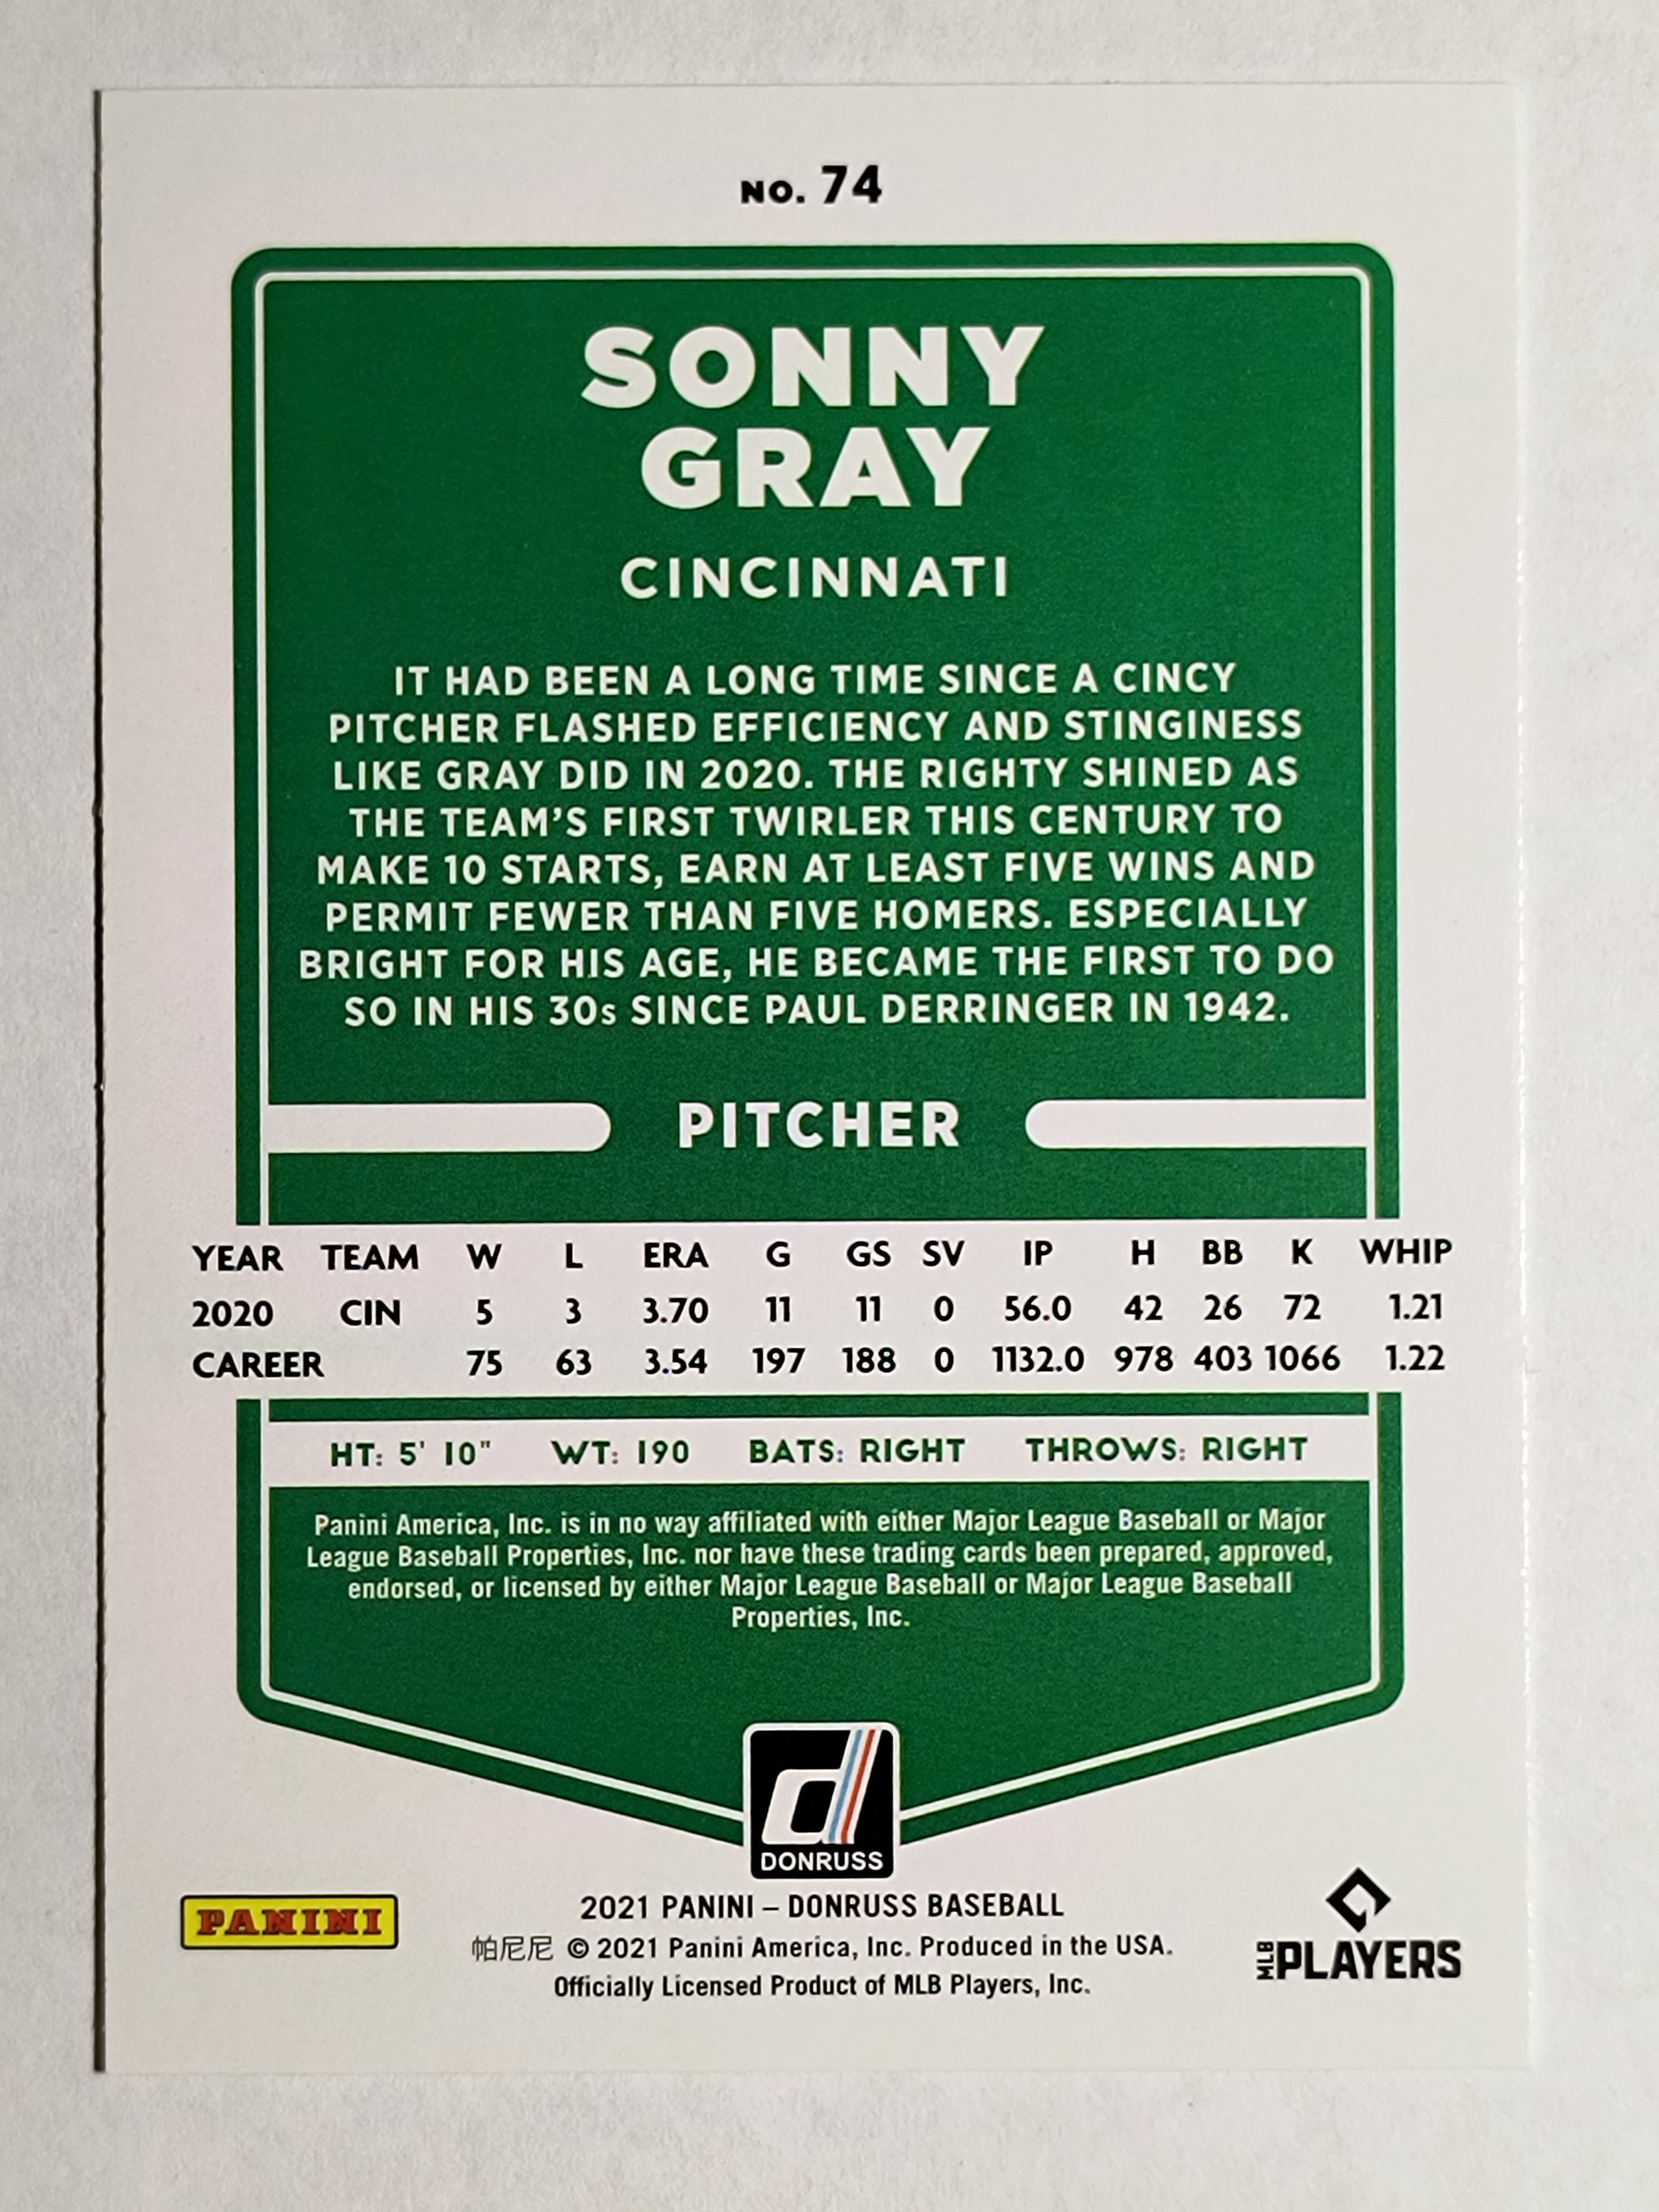 NO. 74
SONNY
GRAY
CINCINNATI
IT HAD BEEN A LONG TIME SINCE A CINCY
PITCHER FLASHED EFFICIENCY AND STINGINESS
LIKE GRAY DID IN 2020. THE RIGHTY SHINED AS
THE TEAM'S FIRST TWIRLER THIS CENTURY TO
MAKE 10 STARTS, EARN AT LEAST FIVE WINS AND
PERMIT FEWER THAN FIVE HOMERS. ESPECIALLY
BRIGHT FOR HIS AGE, HE BECAME THE FIRST TO DO
SO IN HIS 30s SINCE PAUL DERRINGER IN 1942.
PITCHER
YEAR TEAM W L ERA G GS SV IP H BB K WHIP
2020 CIN 5 3 3.70 11 11 0 56.0 42 26 72 1.21
CAREER 75 63 3.54 197 188 0 1132.0 978 403 1066 1.22
HT: 5' 10" WT: 190 BATS: RIGHT THROWS: RIGHT
Panini America, Inc. is in no way affiliated with either Major League Baseball or Major
League Baseball Properties, Inc. nor have these trading cards been prepared, approved,
endorsed, or licensed by either Major League Baseball or Major League Baseball
Properties, Inc.
d
DONRUSS
PANINI
2021 PANINI – DONRUSS BASEBALL
帕尼尼 © 2021 Panini America, Inc. Produced in the USA.
Officially Licensed Product of MLB Players, Inc.
MLB PLAYERS